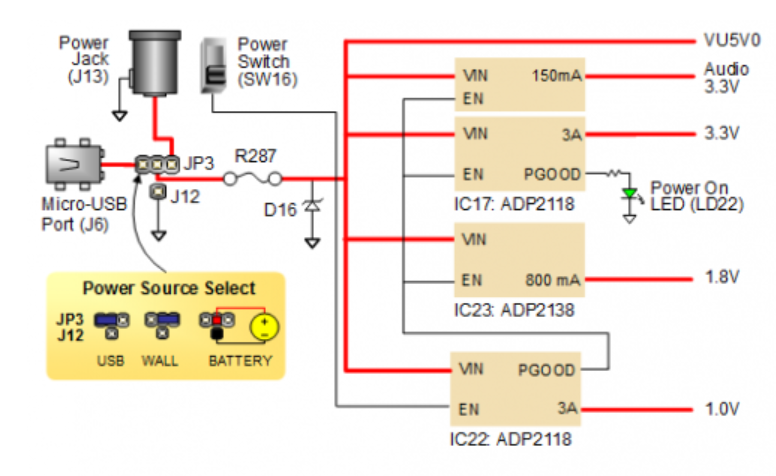 Power
Jack
(J13)
Power
Switch
(SW16)
VU5V0
VIN
150mA
EN
Audio
3.3V
VIN
3A
3.3V
EN
PGOOD
IC17: ADP2118
Power On
LED (LD22)
JP3
R287
Micro-USB
Port (J6)
J12
D16
VIN
EN
800 mA
1.8V
IC23: ADP2138
Power Source Select
JP3
J12
+
–
USB
WALL
BATTERY
VIN
PGOOD
EN
3A
1.0V
IC22: ADP2118